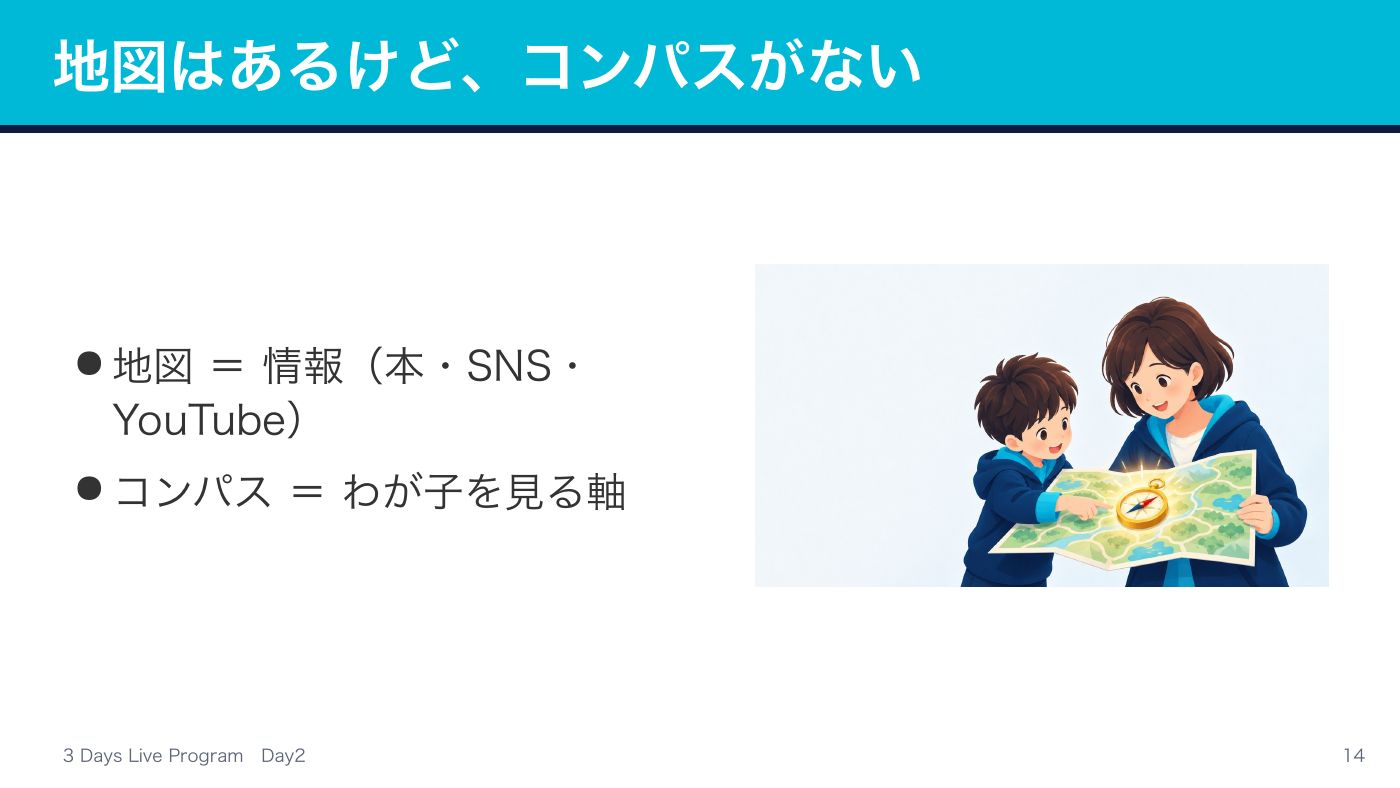 地図はあるけど、コンパスがない
●地図 ＝ 情報（本・SNS・
YouTube）
●コンパス ＝ わが子を見る軸
3 Days Live Program　Day2
14